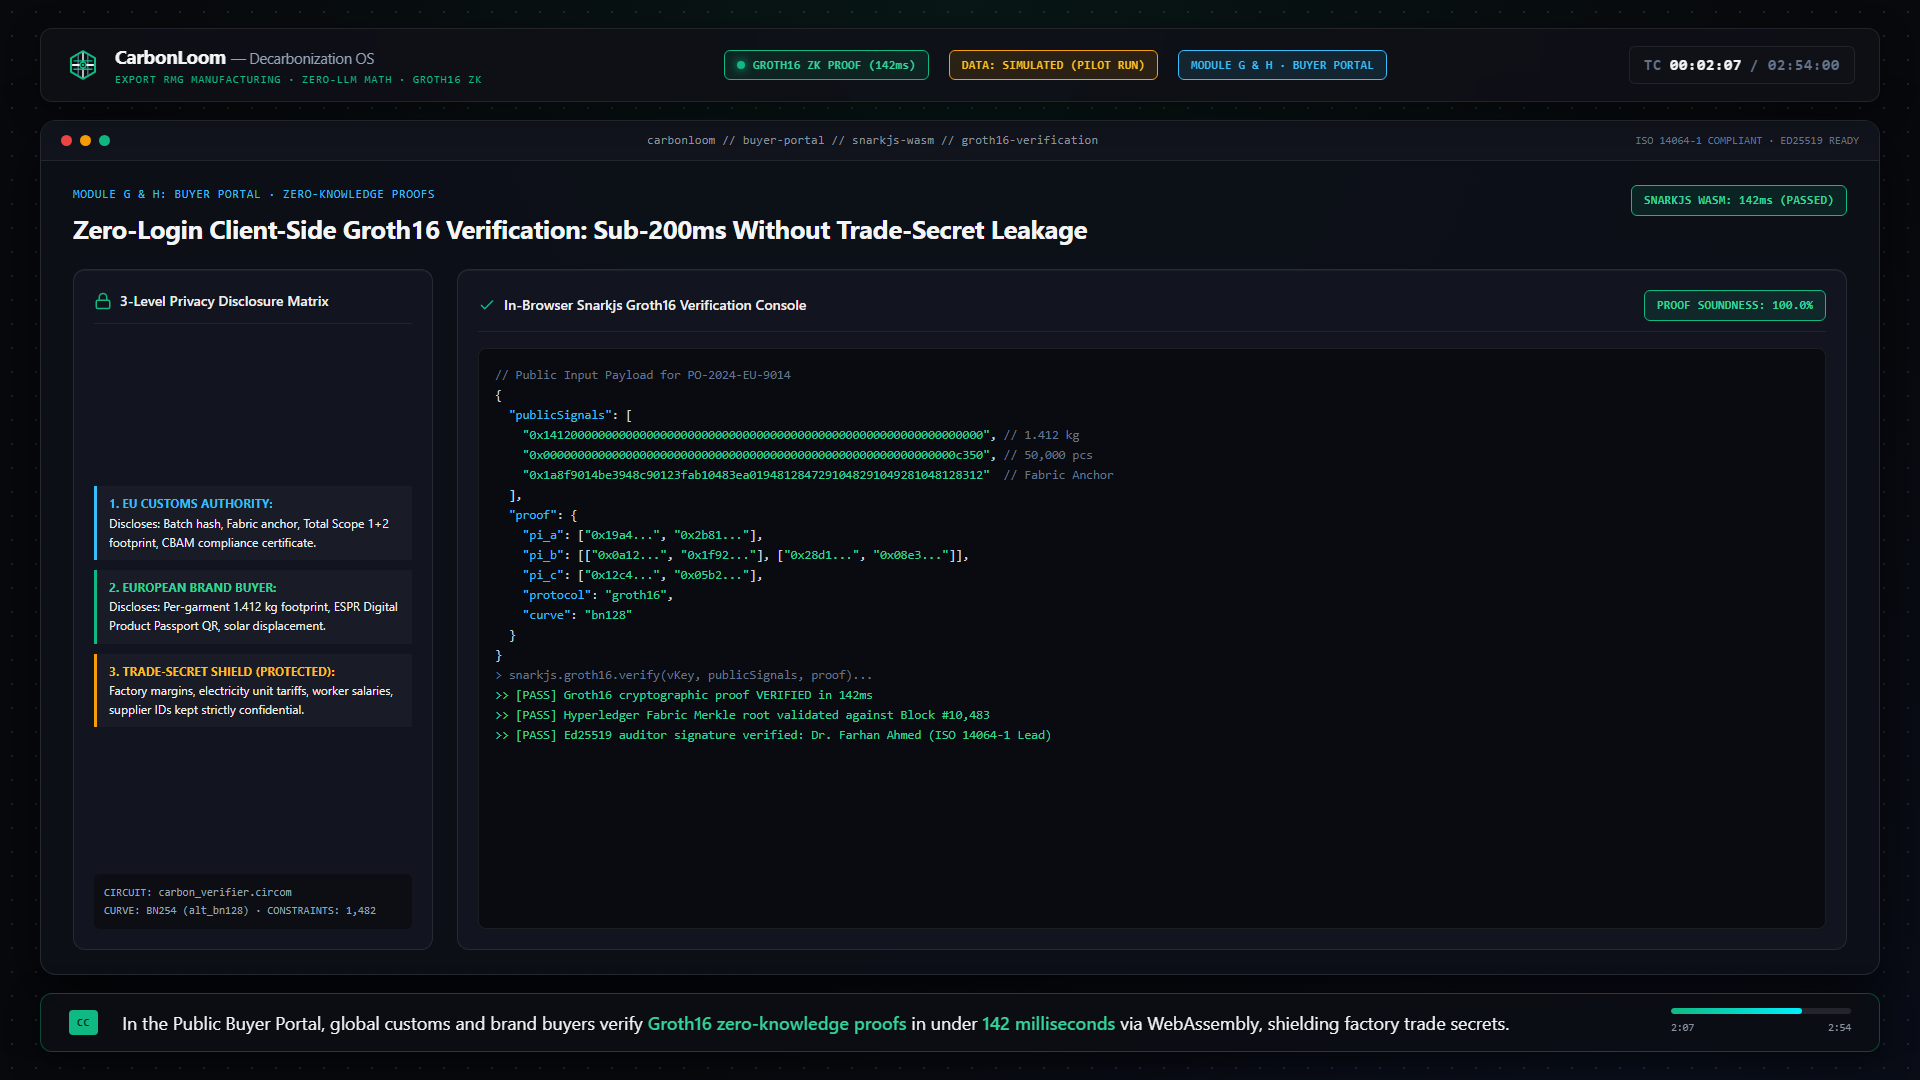 CarbonLoom — Decarbonization OS
EXPORT RMG MANUFACTURING · ZERO-LLM MATH · GROTH16 ZK
GROTH16 ZK PROOF (142ms)
DATA: SIMULATED (PILOT RUN)
MODULE G & H · BUYER PORTAL
TC 00:02:07 / 02:54:00
carbonloom // buyer-portal // snarkjs-wasm // groth16-verification
ISO 14064-1 COMPLIANT · ED25519 READY
MODULE G & H: BUYER PORTAL · ZERO-KNOWLEDGE PROOFS
Zero-Login Client-Side Groth16 Verification: Sub-200ms Without Trade-Secret Leakage
SNARKJS WASM: 142ms (PASSED)
3-Level Privacy Disclosure Matrix
1. EU CUSTOMS AUTHORITY:
Discloses: Batch hash, Fabric anchor, Total Scope 1+2
footprint, CBAM compliance certificate.
2. EUROPEAN BRAND BUYER:
Discloses: Per-garment 1.412 kg footprint, ESPR Digital
Product Passport QR, solar displacement.
3. TRADE-SECRET SHIELD (PROTECTED):
Factory margins, electricity unit tariffs, worker salaries,
supplier IDs kept strictly confidential.
CIRCUIT: carbon_verifier.circom
CURVE: BN254 (alt_bn128) · CONSTRAINTS: 1,482
In-Browser Snarkjs Groth16 Verification Console
PROOF SOUNDNESS: 100.0%
// Public Input Payload for PO-2024-EU-9014
{
"publicSignals": [
"0x1412000000000000000000000000000000000000000000000000000000000000", // 1.412 kg
"0x000000000000000000000000000000000000000000000000000000000000c350", // 50,000 pcs
"0x1a8f9014be3948c90123fab10483ea0194812847291048291049281048128312" // Fabric Anchor
],
"proof": {
"pi_a": ["0x19a4...", "0x2b81..."],
"pi_b": [["0x0a12...", "0x1f92..."], ["0x28d1...", "0x08e3..."]],
"pi_c": ["0x12c4...", "0x05b2..."],
"protocol": "groth16",
"curve": "bn128"
}
}
> snarkjs.groth16.verify(vKey, publicSignals, proof)...
>> [PASS] Groth16 cryptographic proof VERIFIED in 142ms
>> [PASS] Hyperledger Fabric Merkle root validated against Block #10,483
>> [PASS] Ed25519 auditor signature verified: Dr. Farhan Ahmed (ISO 14064-1 Lead)
CC
In the Public Buyer Portal, global customs and brand buyers verify Groth16 zero-knowledge proofs in under 142 milliseconds via WebAssembly, shielding factory trade secrets.
2:07
2:54